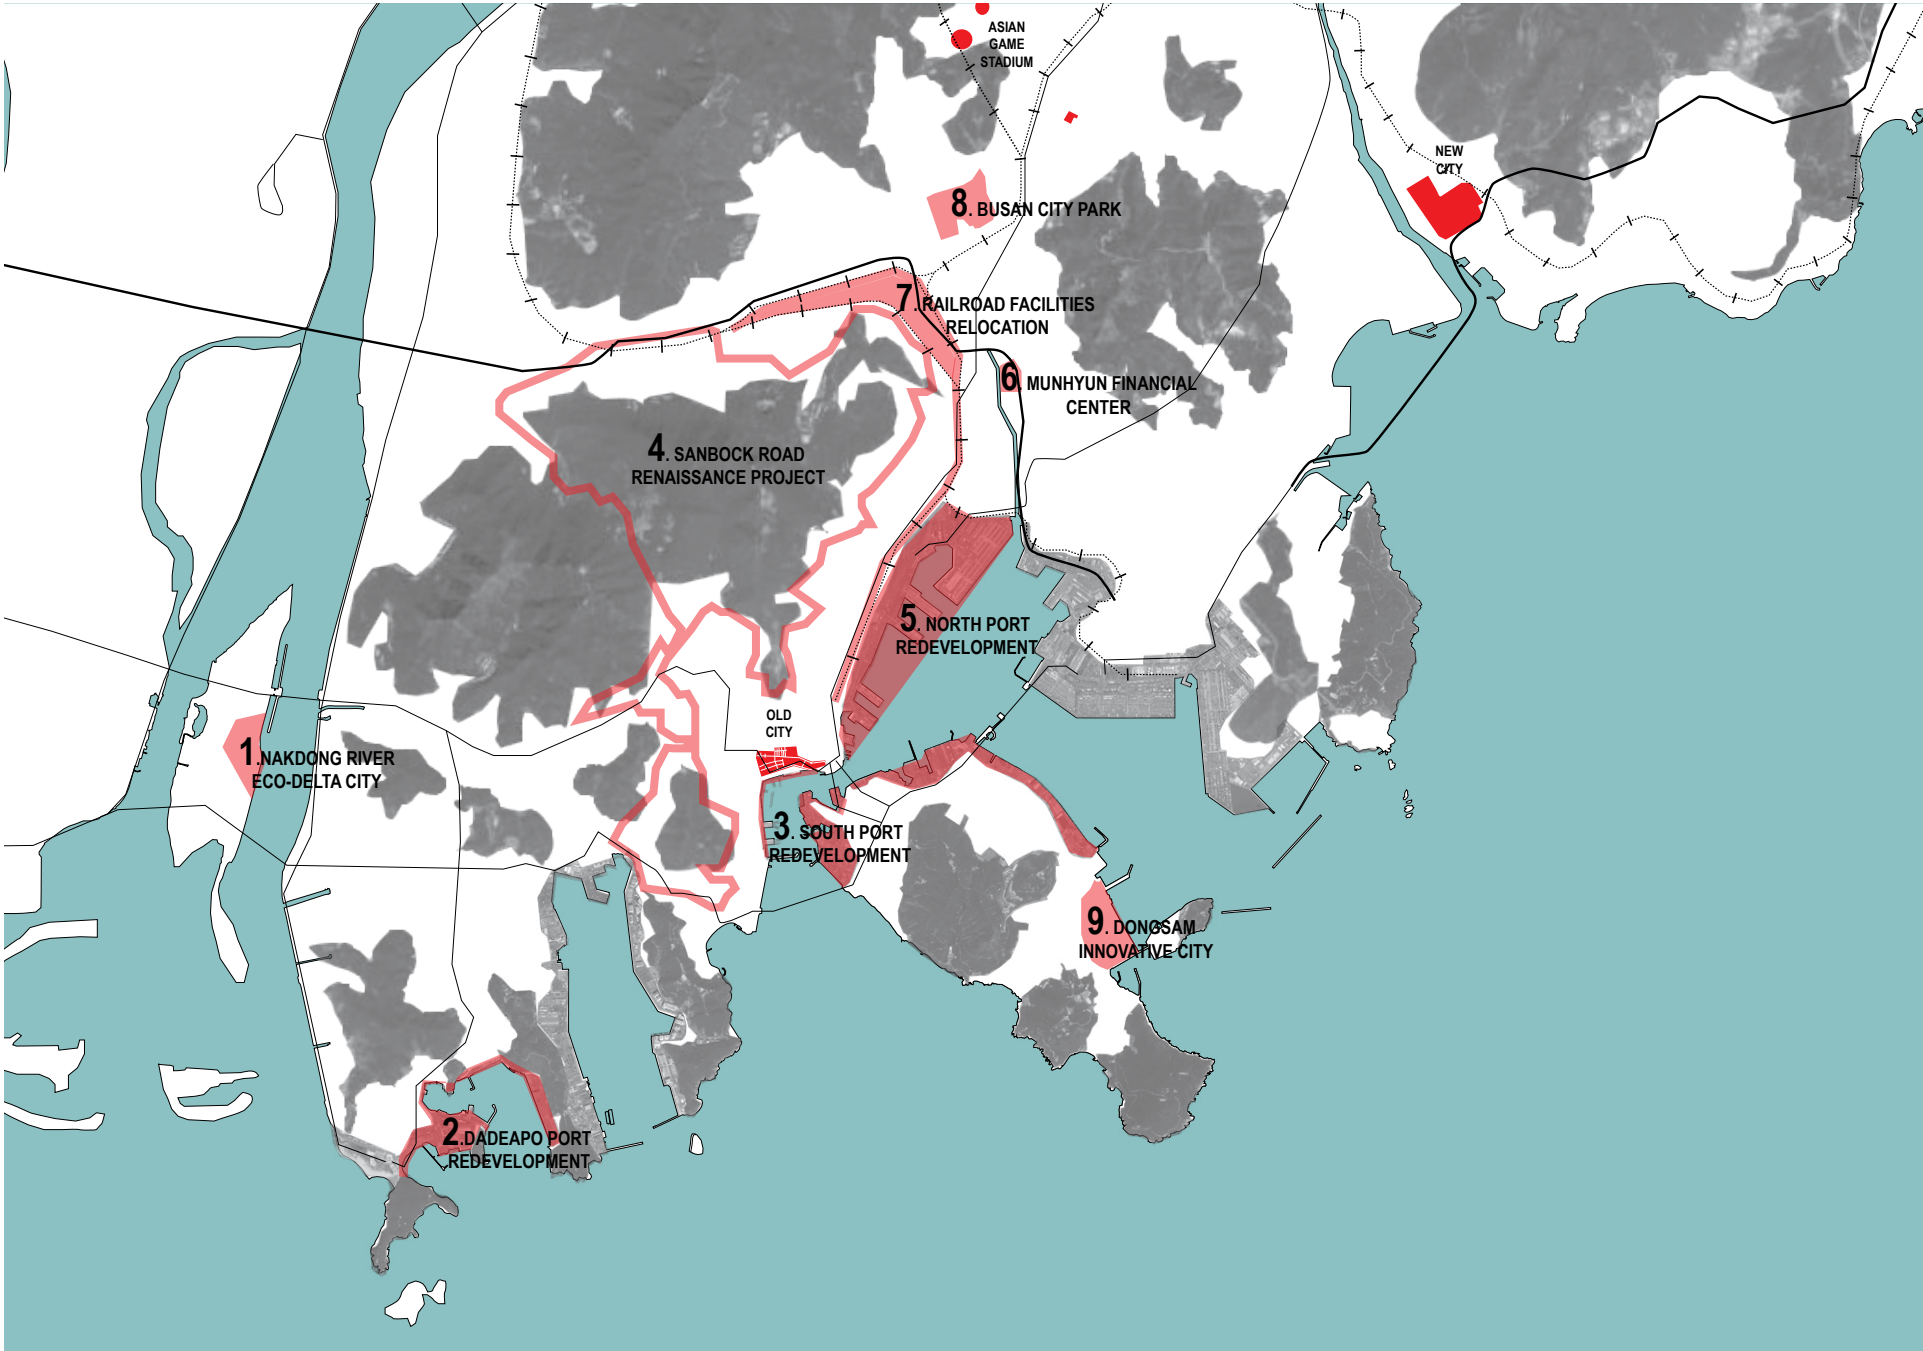 ASIAN
GAME
STADIUM
NEW
CITY
8. BUSAN CITY PARK
7. RAILROAD FACILITIES
RELOCATION
6. MUNHYUN FINANCIAL
CENTER
4. SANBOCK ROAD
RENAISSANCE PROJECT
5. NORTH PORT
REDEVELOPMENT
OLD
CITY
1.NAKDONG RIVER
ECO-DELTA CITY
3. SOUTH PORT
REDEVELOPMENT
9. DONGSAM
INNOVATIVE CITY
2.DADEAPO PORT
REDEVELOPMENT